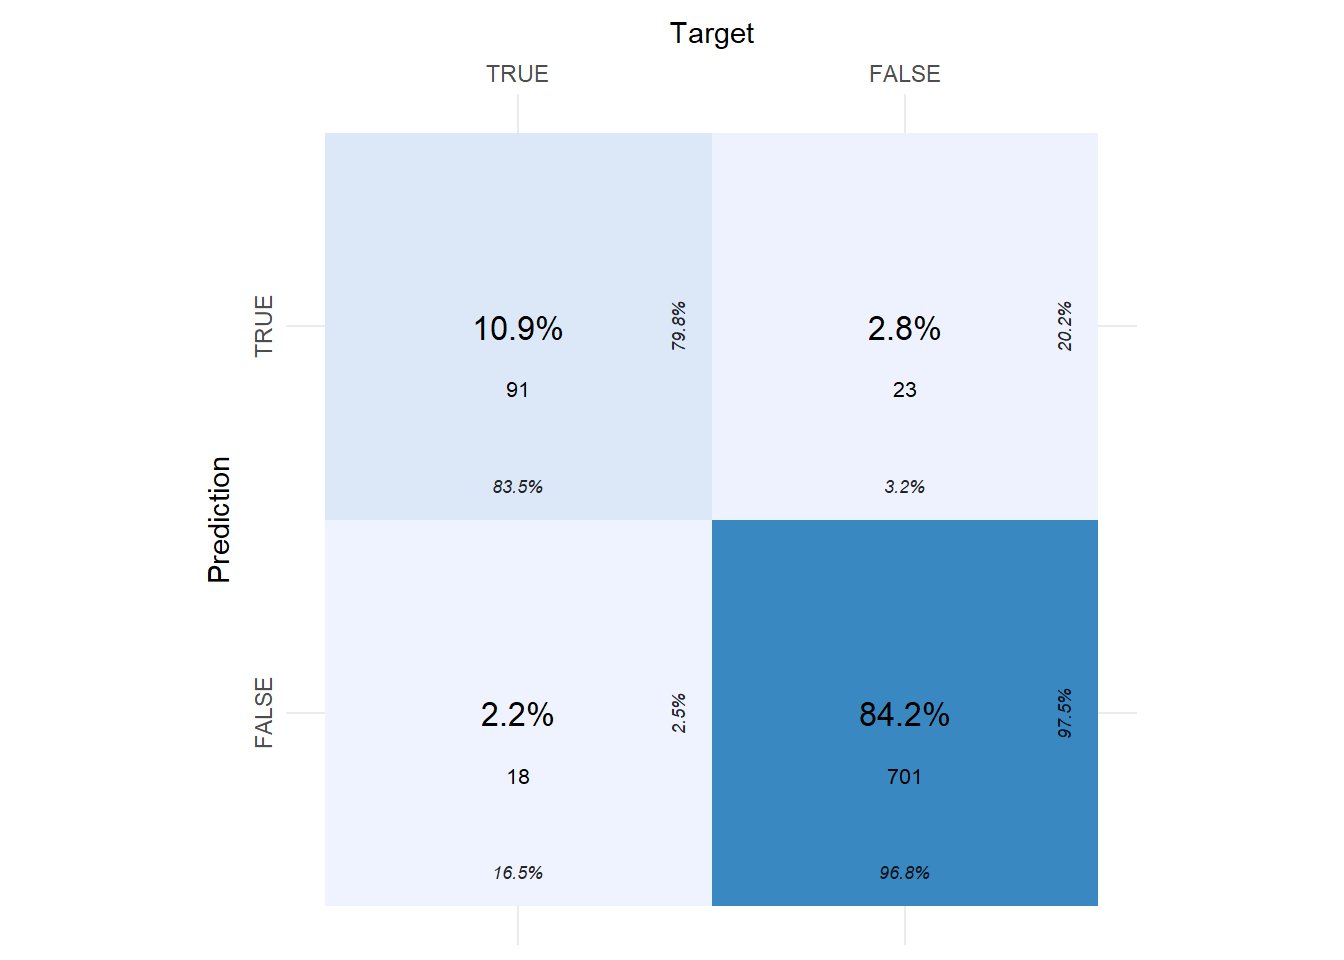 Target
TRUE
FALSE
Prediction
TRUE
10.9%
91
83.5%
79.8%
2.8%
23
3.2%
20.2%
FALSE
2.2%
18
16.5%
2.5%
84.2%
701
96.8%
97.5%